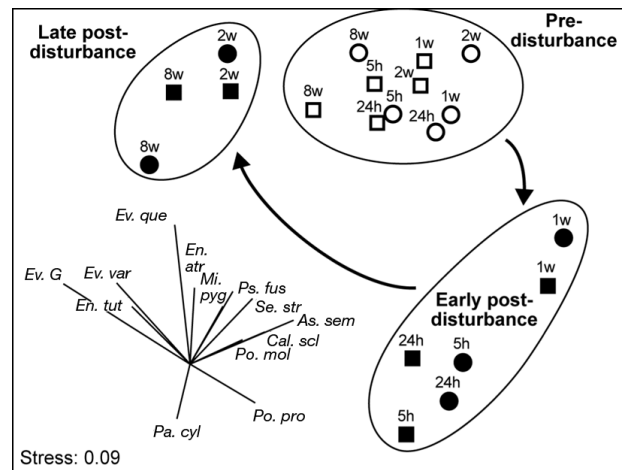 Late post-
disturbance
2w
8w
2w
8w
Pre-
disturbance
8w
1w
2w
5h
2w
8w
5h
24h
1w
24h
1w
1w
Early post-
disturbance
24h
5h
24h
5h
Ev. que
En.
atr
Ev. G
Ev. var
Mi.
pyg
Ps. fus
En. tut
Se. str
As. sem
Cal. scl
Po. mol
Po. pro
Pa. cyl
Stress: 0.09